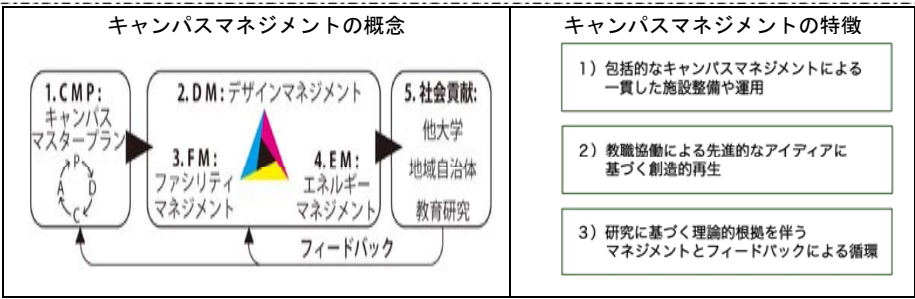 キャンパスマネジメントの概念
1.CMP:
キャンパス
マスタープラン
P
A D
C
2.DM:デザインマネジメント
3.FM:
ファシリティ
マネジメント
4.EM:
エネルギー
マネジメント
5.社会貢献:
他大学
地域自治体
教育研究
フィードバック
キャンパスマネジメントの特徴
1）包括的なキャンパスマネジメントによる
一貫した施設整備や運用
2）教職協働による先進的なアイディアに
基づく創造的再生
3）研究に基づく理論的根拠を伴う
マネジメントとフィードバックによる循環